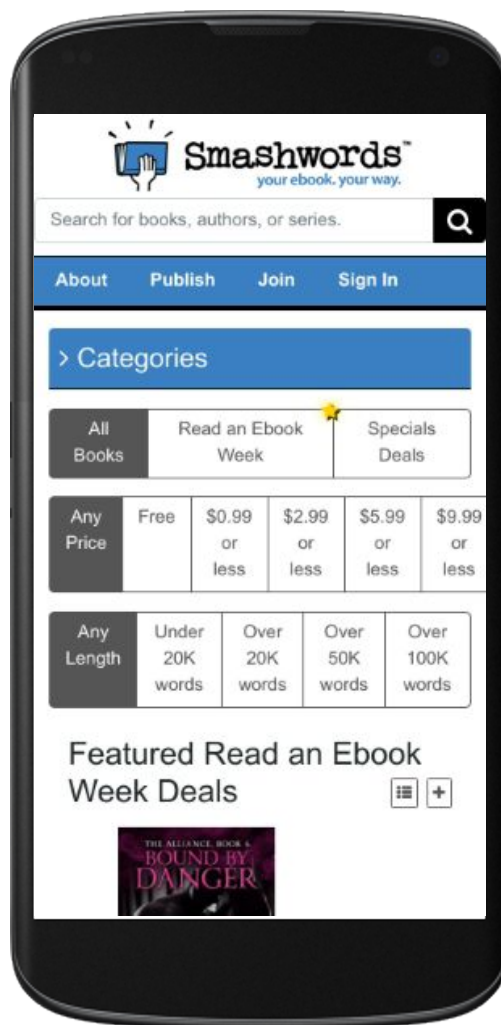 Smashwords™
your ebook. your way.
Search for books, authors, or series.
About Publish Join Sign In
> Categories
All Books
Read an Ebook Week
Specials Deals
Any Price
Free
$0.99 or less
$2.99 or less
$5.99 or less
$9.99 or less
Any Length
Under 20K words
Over 20K words
Over 50K words
Over 100K words
Featured Read an Ebook
Week Deals
THE ALLIANCE, BOOK 6
BOUND BY
DANGER